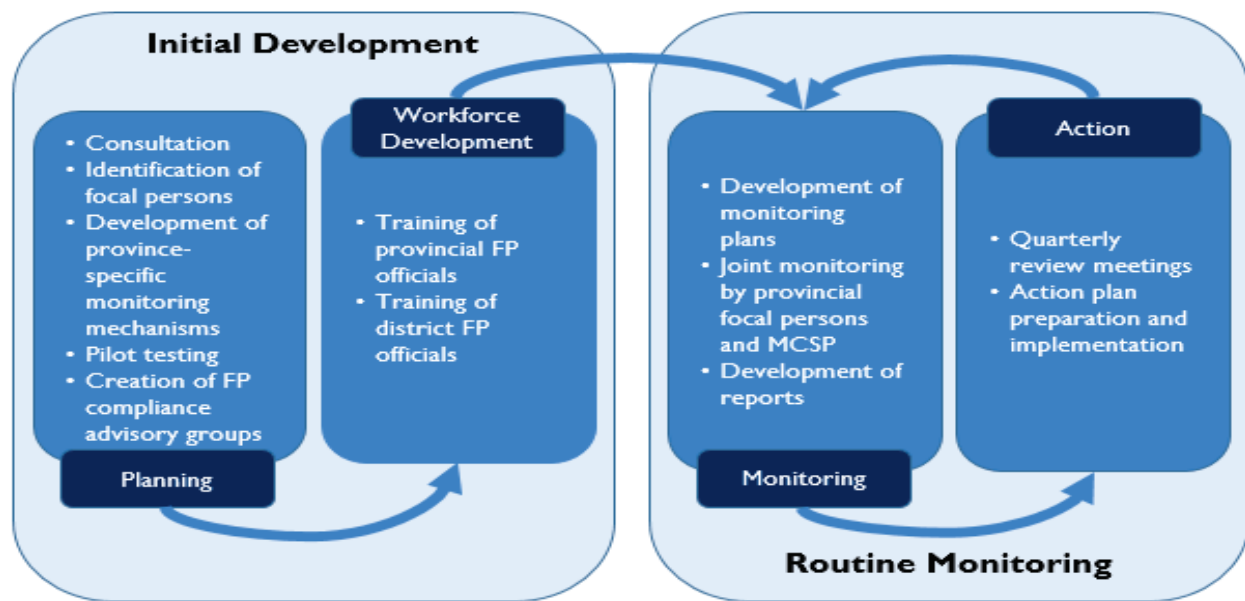 Initial Development
• Consultation
• Identification of
focal persons
• Development of
province-
specific
monitoring
mechanisms
• Pilot testing
• Creation of FP
compliance
advisory groups
Planning
Workforce
Development
• Training of
provincial FP
officials
• Training of
district FP
officials
• Development of
monitoring
plans
• Joint monitoring
by provincial
focal persons
and MCSP
• Development of
reports
Monitoring
Action
• Quarterly
review meetings
• Action plan
preparation and
implementation
Routine Monitoring